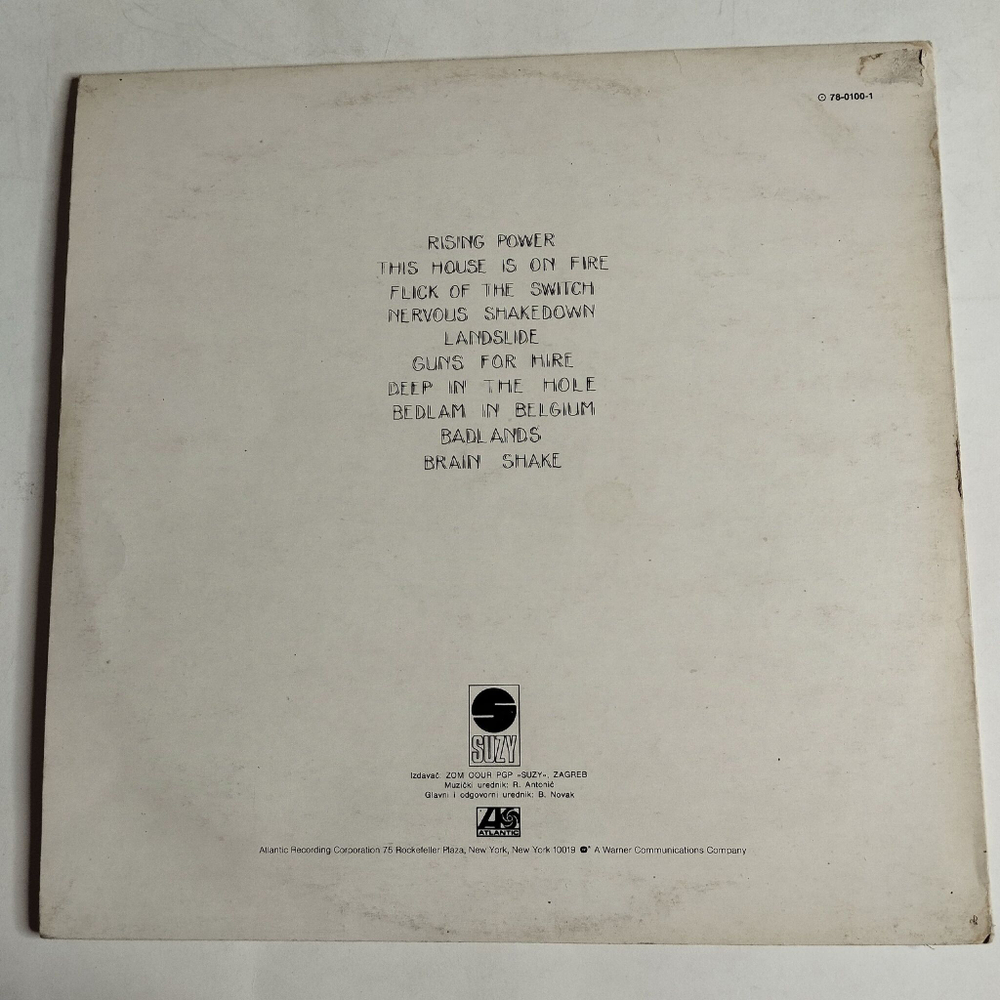 78-0100-1
RISING POWER
THIS HOUSE IS ON FIRE
FLICK OF THE SWITCH
NERVOUS SHAKEDOWN
LANDSLIDE
GUNS FOR HIRE
DEEP IN THE HOLE
BEDLAM IN BELGIUM
BADLANDS
BRAIN SHAKE
S
SUZY
Izdavač: ZOM OOUR PGP «SUZY», ZAGREB
Muzički urednik: R. Antonić
Glavni i odgovorni urednik: B. Novak
ATLANTIC
Atlantic Recording Corporation 75 Rockefeller Plaza, New York, New York 10019 A Warner Communications Company